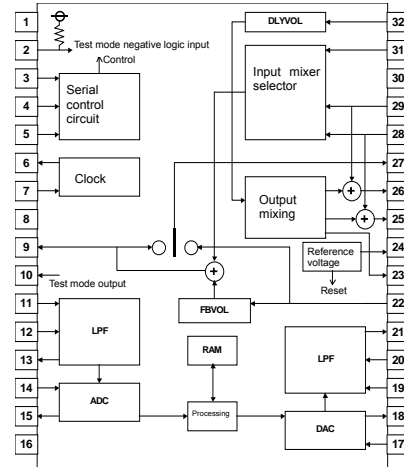 1
DLYVOL
32
2
Test mode negative logic input
31
Control
3
Serial
control
circuit
Input mixer
selector
30
4
29
5
28
6
Clock
27
7
26
8
Output
mixing
25
9
Reference
voltage
24
10
Test mode output
Reset
23
11
FBVOL
22
12
LPF
21
13
RAM
LPF
20
14
ADC
19
15
Processing
18
16
DAC
17
+
+
+